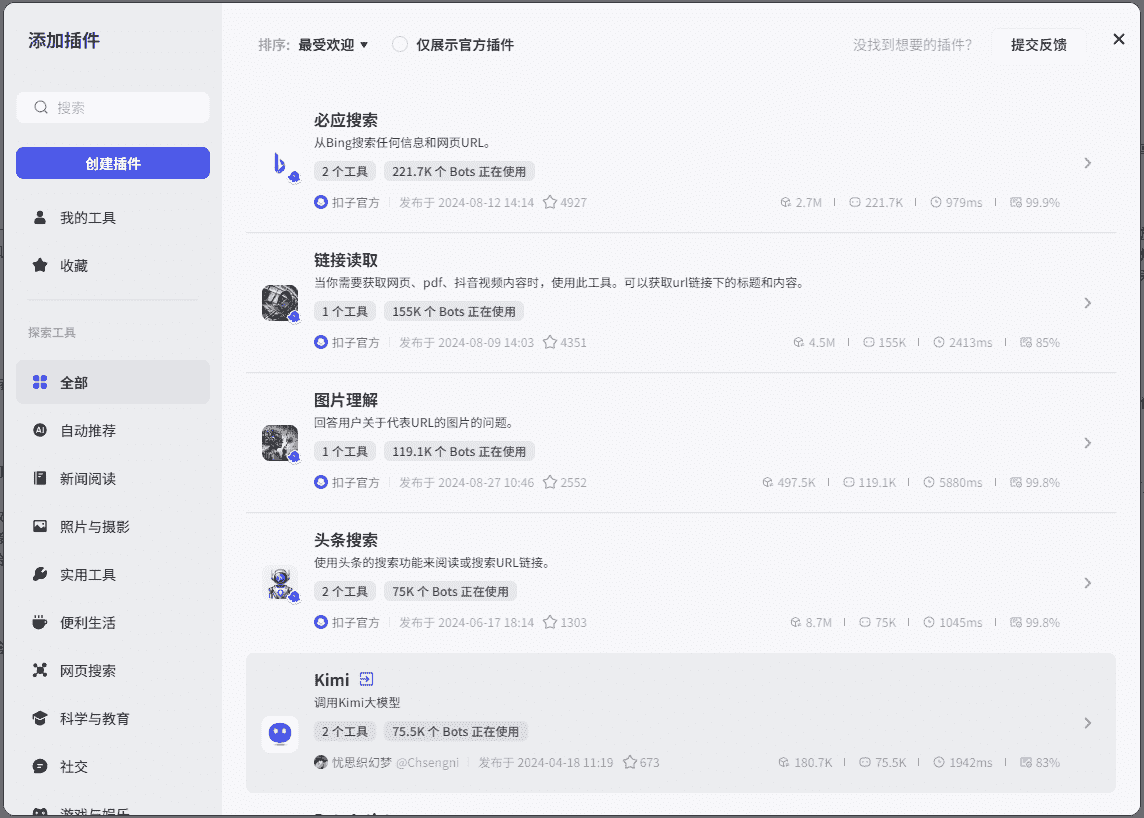 添加插件
搜索
创建插件
我的工具
收藏
探索工具
全部
自动推荐
新闻阅读
照片与摄影
实用工具
便利生活
网页搜索
科学与教育
社交
游戏与娱乐
排序: 最受欢迎 仅展示官方插件 没找到想要的插件? 提交反馈
必应搜索
从Bing搜索任何信息和网页URL。
2 个工具 221.7K 个 Bots 正在使用
扣子官方 发布于 2024-08-12 14:14 4927 2.7M 221.7K 979ms 99.9%
链接读取
当你需要获取网页、pdf、抖音视频内容时，使用此工具。可以获取url链接下的标题和内容。
1 个工具 155K 个 Bots 正在使用
扣子官方 发布于 2024-08-09 14:03 4351 4.5M 155K 2413ms 85%
图片理解
回答用户关于代表URL的图片的问题。
1 个工具 119.1K 个 Bots 正在使用
扣子官方 发布于 2024-08-27 10:46 2552 497.5K 119.1K 5880ms 99.8%
头条搜索
使用头条的搜索功能来阅读或搜索URL链接。
2 个工具 75K 个 Bots 正在使用
扣子官方 发布于 2024-06-17 18:14 1303 8.7M 75K 1045ms 99.8%
Kimi
调用Kimi大模型
2 个工具 75.5K 个 Bots 正在使用
忧思织幻梦 @Chsengni 发布于 2024-04-18 11:19 673 180.7K 75.5K 1942ms 83%